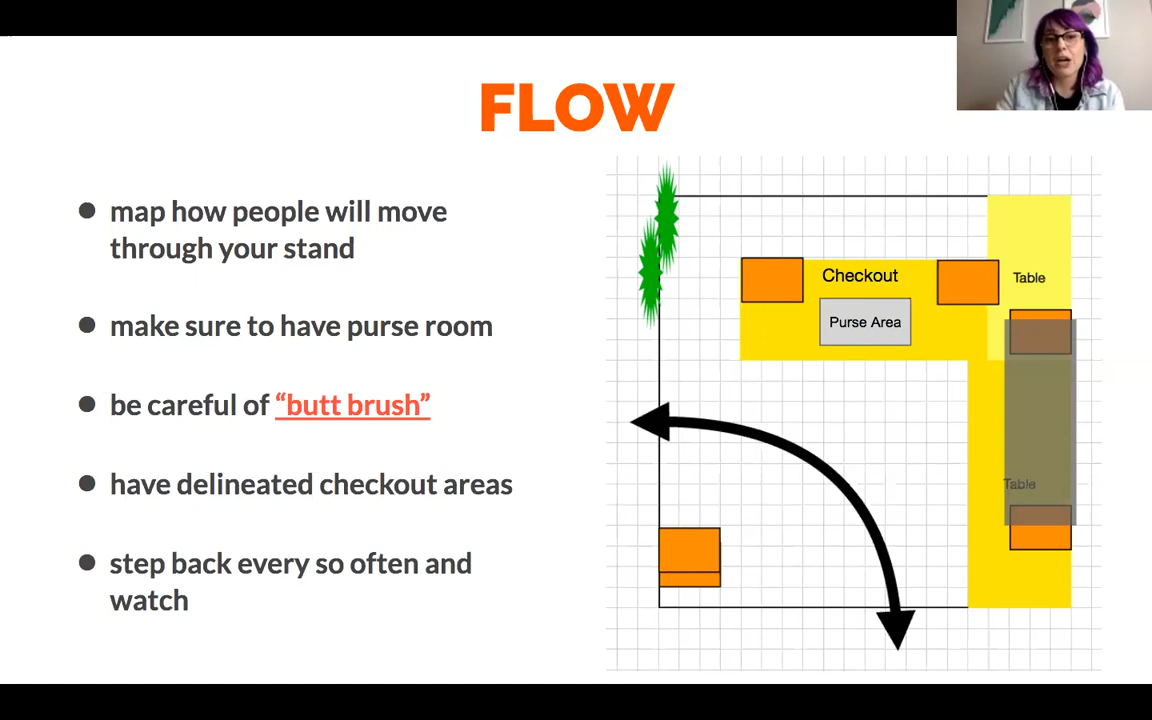 FLOW
map how people will move
through your stand
make sure to have purse room
be careful of “butt brush”
have delineated checkout areas
step back every so often and
watch
Checkout
Table
Purse Area
Table